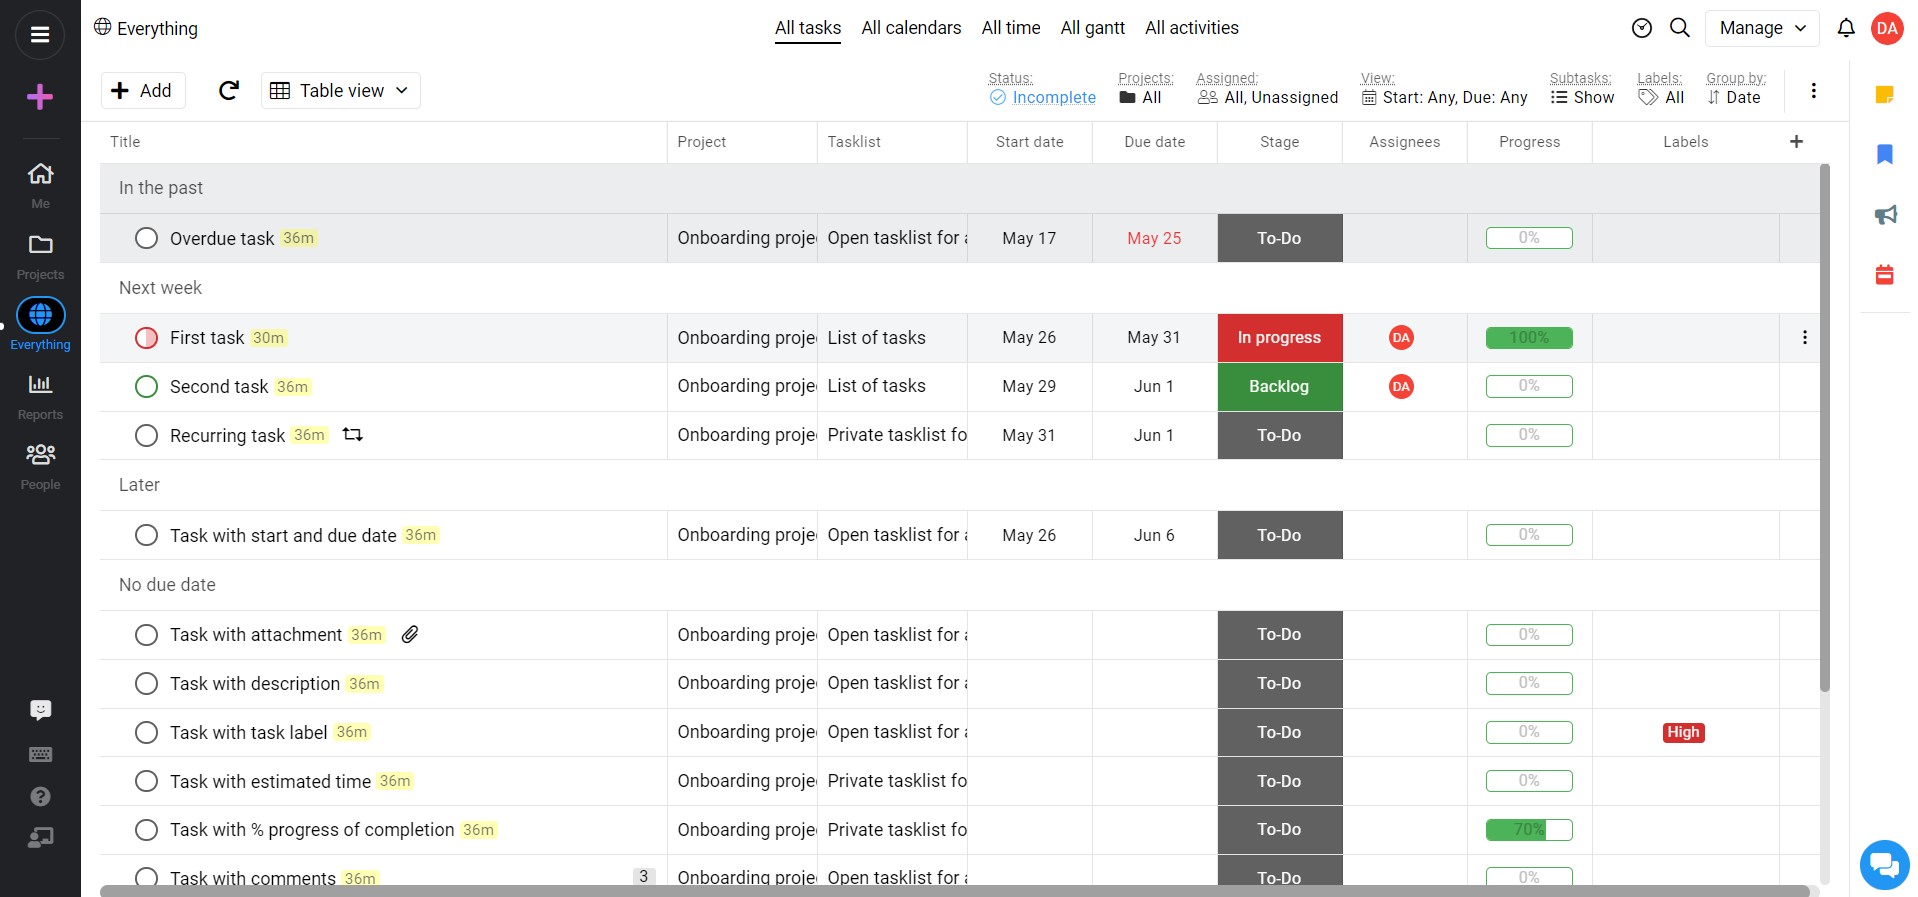 Everything
All tasks All calendars All time All gantt All activities
Manage
DA
Add
Table view
Status:
Incomplete
Projects:
All
Assigned:
All, Unassigned
View:
Start: Any, Due: Any
Subtasks:
Show
Labels:
All
Group by:
Date
Me
Projects
Everything
Reports
People
Title Project Tasklist Start date Due date Stage Assignees Progress Labels +
In the past
Overdue task 36m Onboarding proje Open tasklist for a May 17 May 25 To-Do 0%
Next week
First task 30m Onboarding proje List of tasks May 26 May 31 In progress DA 100%
Second task 36m Onboarding proje List of tasks May 29 Jun 1 Backlog DA 0%
Recurring task 36m Onboarding proje Private tasklist fo May 31 Jun 1 To-Do 0%
Later
Task with start and due date 36m Onboarding proje Open tasklist for a May 26 Jun 6 To-Do 0%
No due date
Task with attachment 36m Onboarding proje Open tasklist for a To-Do 0%
Task with description 36m Onboarding proje Open tasklist for a To-Do 0%
Task with task label 36m Onboarding proje Open tasklist for a To-Do 0% High
Task with estimated time 36m Onboarding proje Private tasklist fo To-Do 0%
Task with % progress of completion 36m Onboarding proje Private tasklist fo To-Do 70%
Task with comments 36m 3 Onboarding proje Open tasklist for a To-Do 0%